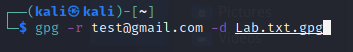 ┌──(kali㉿kali)-[~]
└─$ gpg -r test@gmail.com -d Lab.txt.gpg